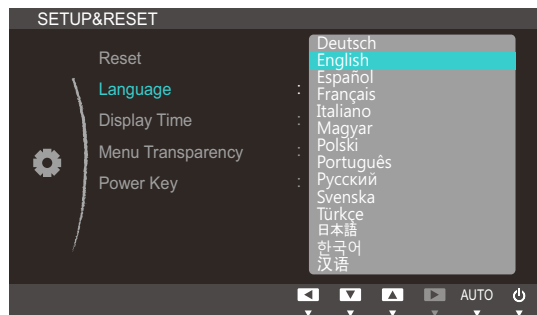 SETUP&RESET
Reset
Language :
Display Time :
Menu Transparency :
Power Key :
Deutsch
English
Español
Français
Italiano
Magyar
Polski
Português
Русский
Svenska
Türkçe
日本語
한국어
汉语
AUTO